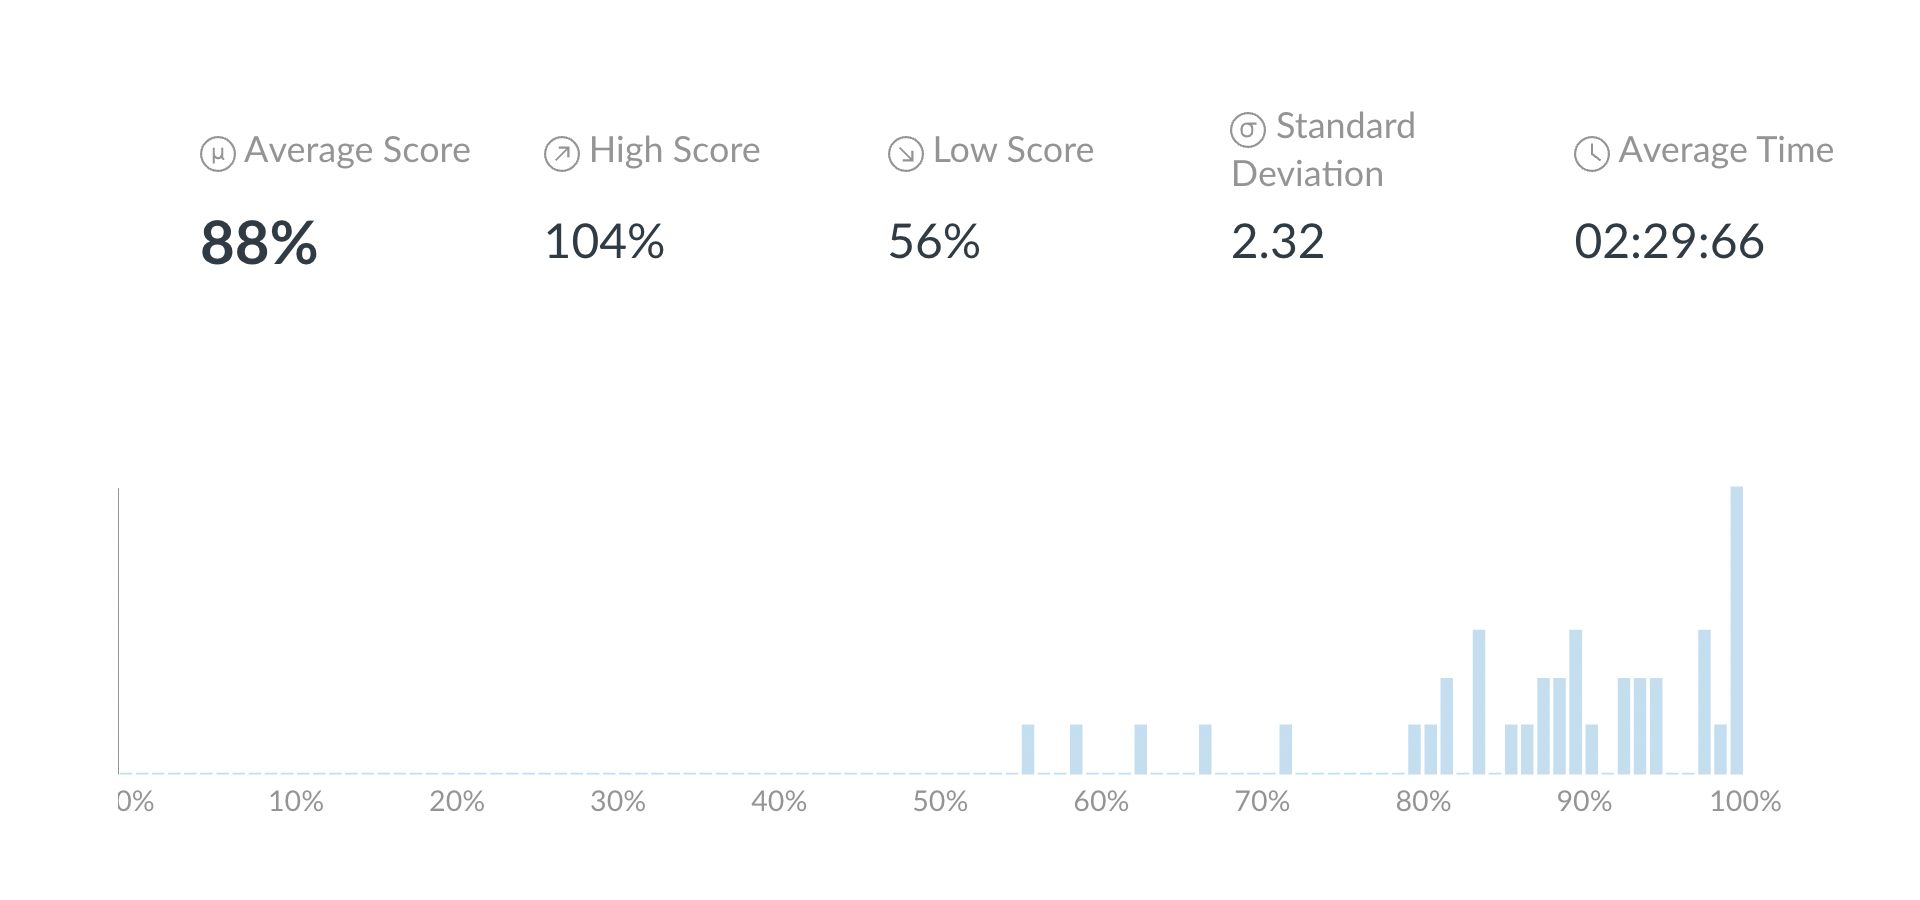 μ Average Score
High Score
Low Score
σ Standard
Deviation
Average Time
88%
104%
56%
2.32
02:29:66
0%
10%
20%
30%
40%
50%
60%
70%
80%
90%
100%